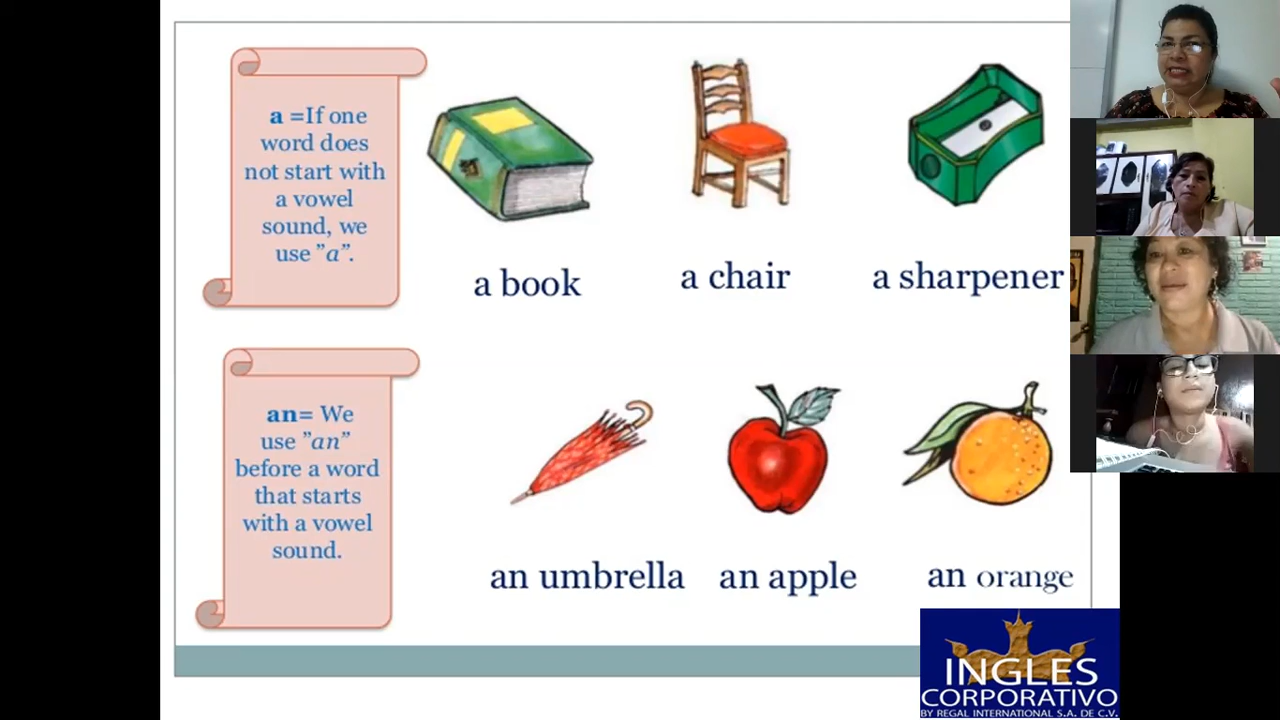 a =If one
word does
not start with
a vowel
sound, we
use ”a”.
a book
a chair
a sharpener
an= We
use ”an”
before a word
that starts
with a vowel
sound.
an umbrella
an apple
an orange
INGLES
CORPORATIVO
BY REGAL INTERNATIONAL S.A. DE C.V.